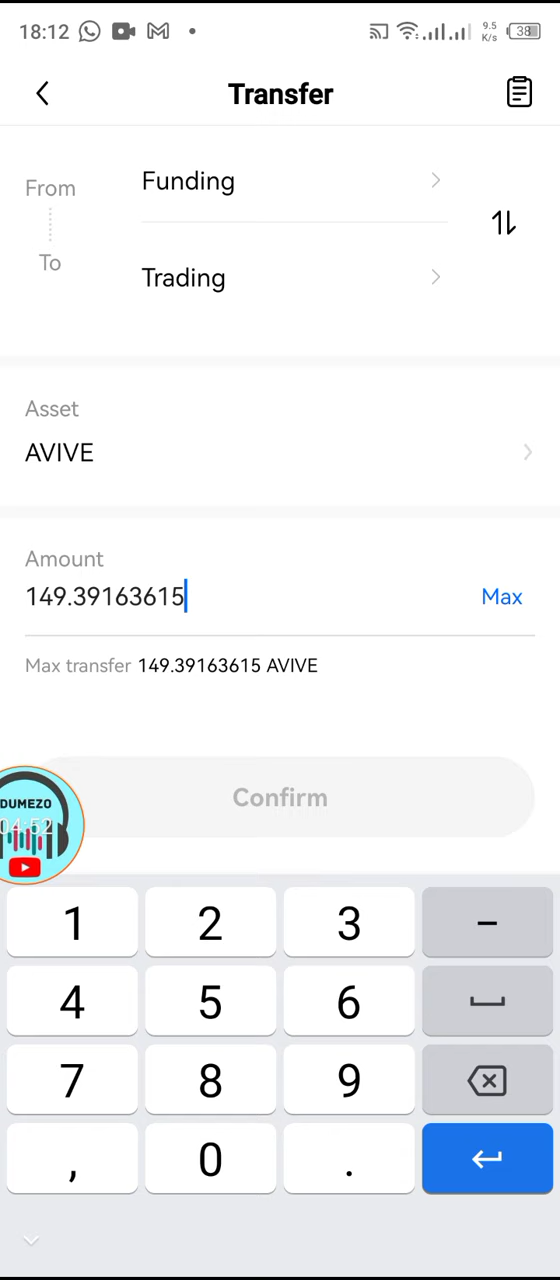 18:12
9.5
K/s
38
Transfer
From
Funding
To
Trading
Asset
AVIVE
Amount
149.39163615
Max
Max transfer 149.39163615 AVIVE
Confirm
DUMEZO
04:52
1 2 3 –
4 5 6
7 8 9
, 0 .